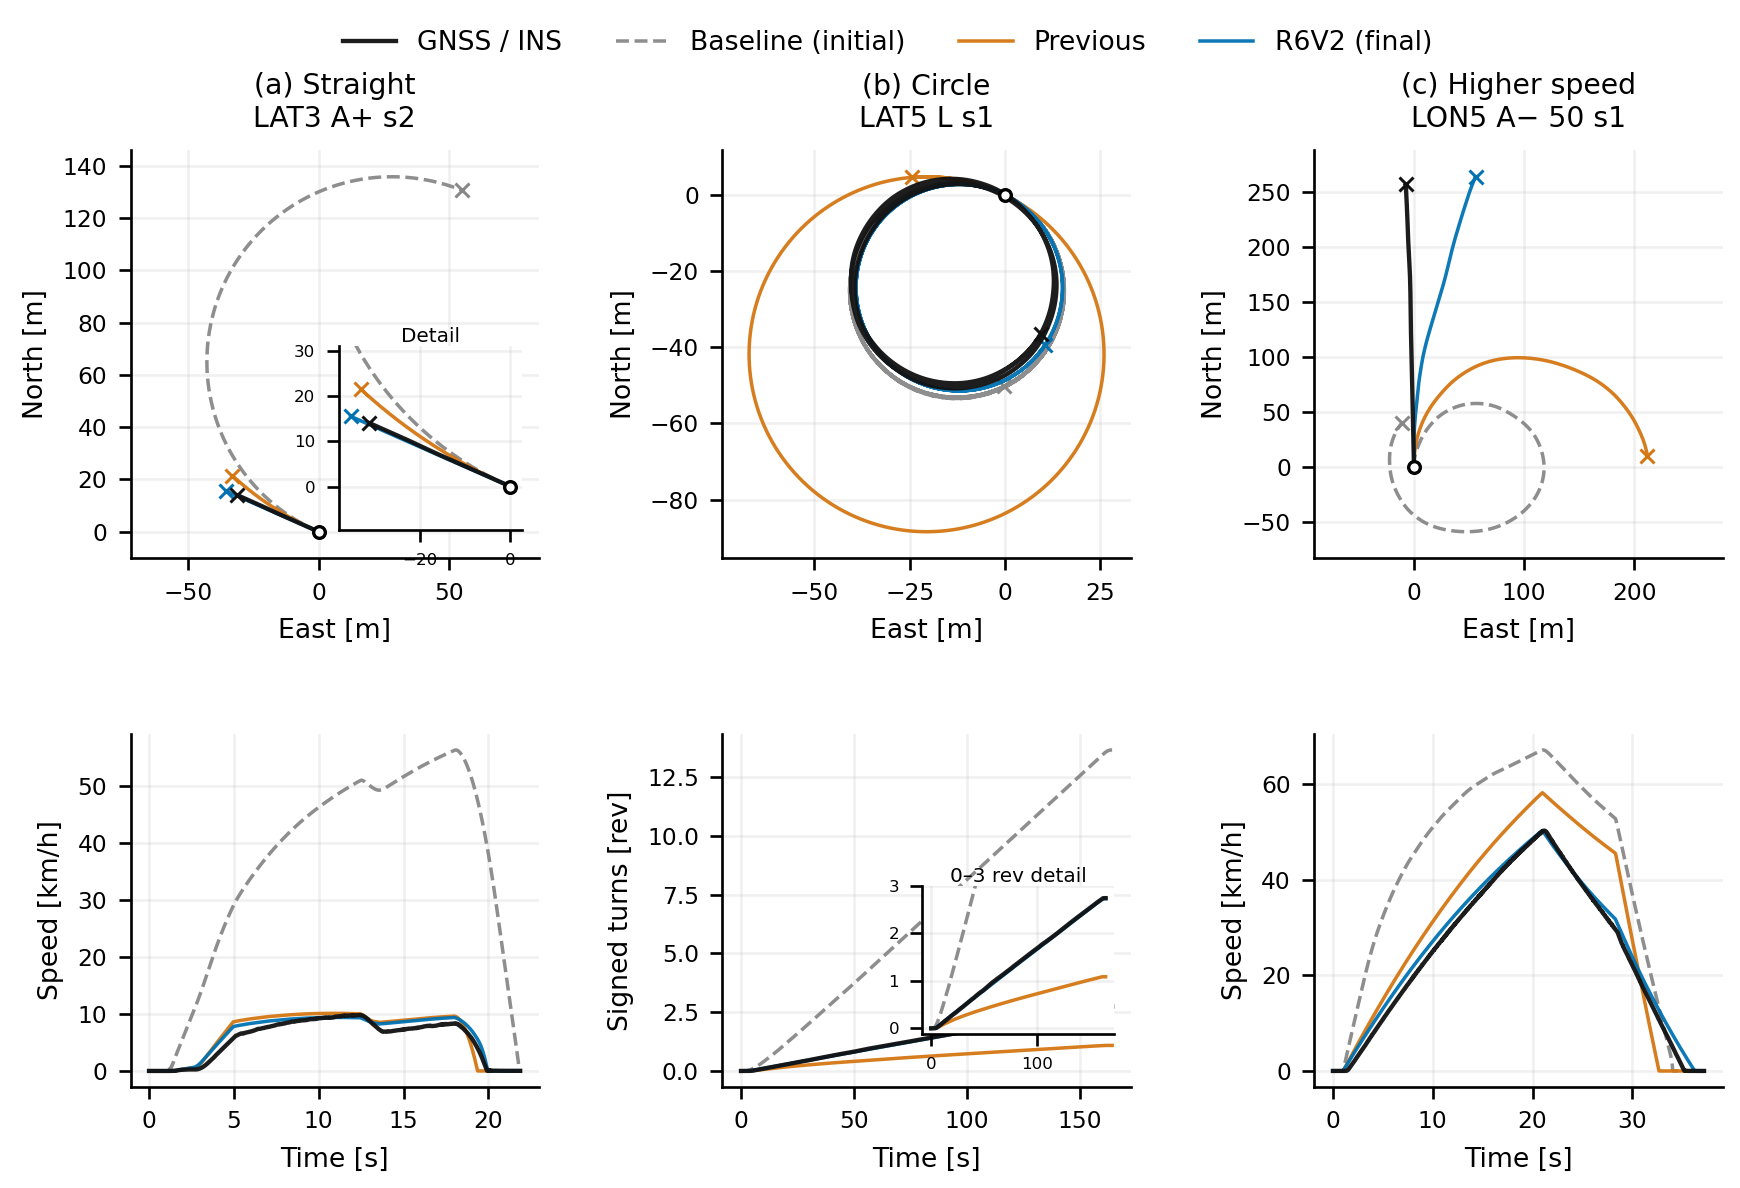 GNSS / INS  Baseline (initial)  Previous  R6V2 (final)
(a) Straight
LAT3 A+ s2
140
120
100
80
60
40
20
0
North [m]
Detail
30
20
10
0
−20 0
−50 0 50
East [m]
(b) Circle
LAT5 L s1
0
−20
−40
−60
−80
North [m]
−50 −25 0 25
East [m]
(c) Higher speed
LON5 A− 50 s1
250
200
150
100
50
0
−50
North [m]
0 100 200
East [m]
50
40
30
20
10
0
Speed [km/h]
0 5 10 15 20
Time [s]
12.5
10.0
7.5
5.0
2.5
0.0
Signed turns [rev]
0–3 rev detail
3
2
1
0
0 100
0 50 100 150
Time [s]
60
40
20
0
Speed [km/h]
0 10 20 30
Time [s]